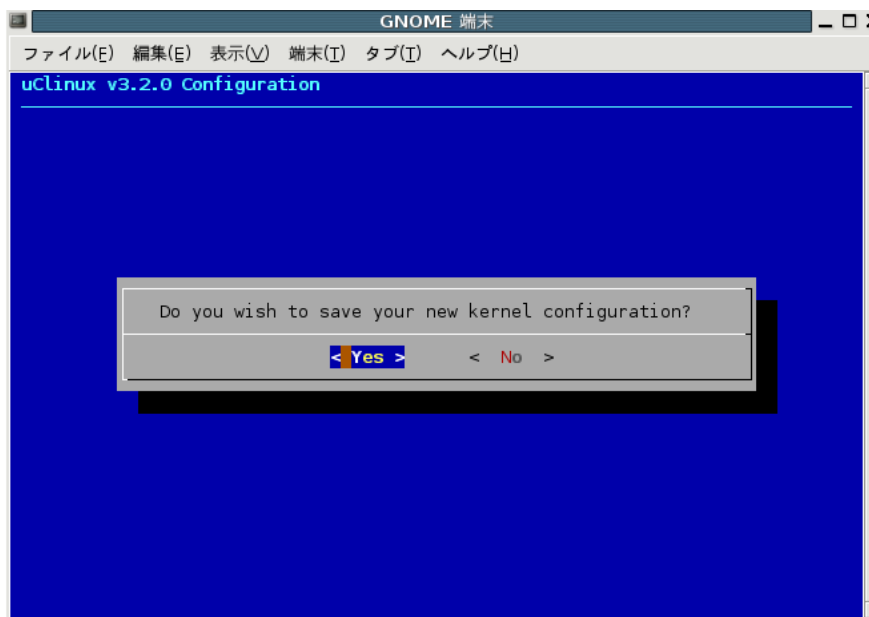 GNOME 端末
ファイル(F) 編集(E) 表示(V) 端末(T) タブ(T) ヘルプ(H)
uClinux v3.2.0 Configuration
Do you wish to save your new kernel configuration?
< Yes > < No >